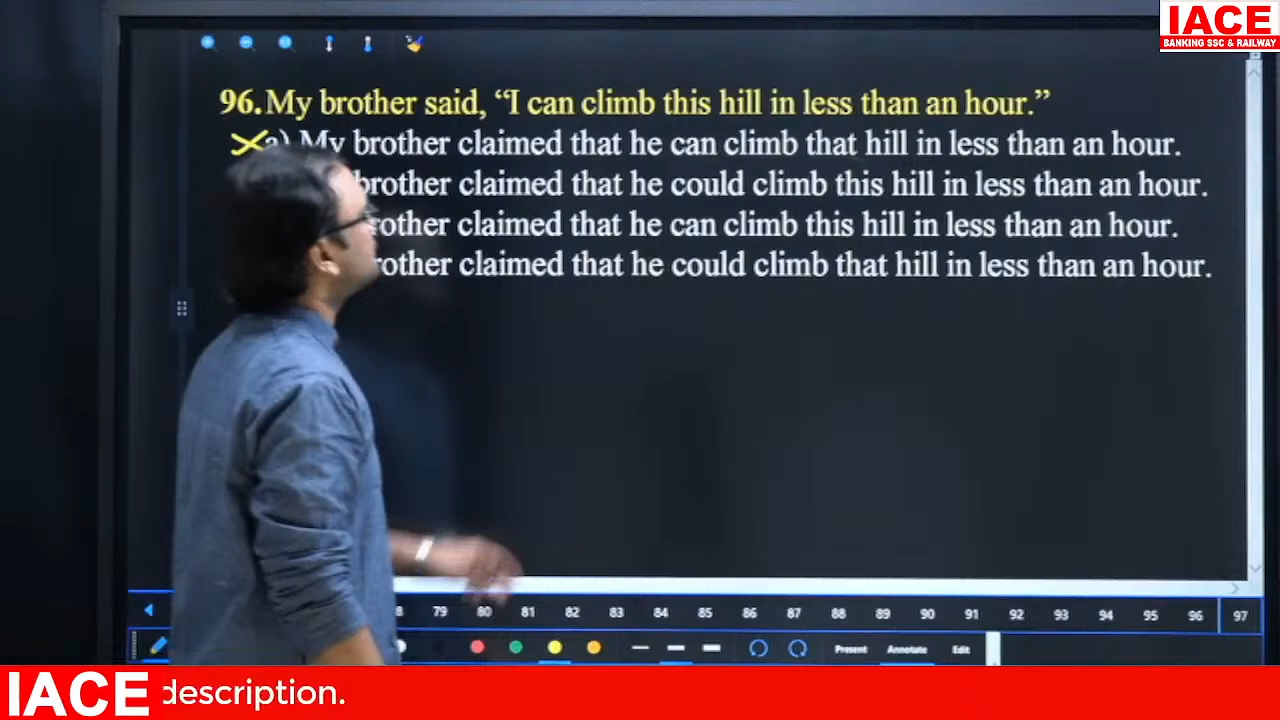 IACE
BANKING SSC & RAILWAY
96. My brother said, “I can climb this hill in less than an hour.”
a) My brother claimed that he can climb that hill in less than an hour.
brother claimed that he could climb this hill in less than an hour.
brother claimed that he can climb this hill in less than an hour.
brother claimed that he could climb that hill in less than an hour.
79 80 81 82 83 84 85 86 87 88 89 90 91 92 93 94 95 96 97
Present Annotate Edit
IACE description.